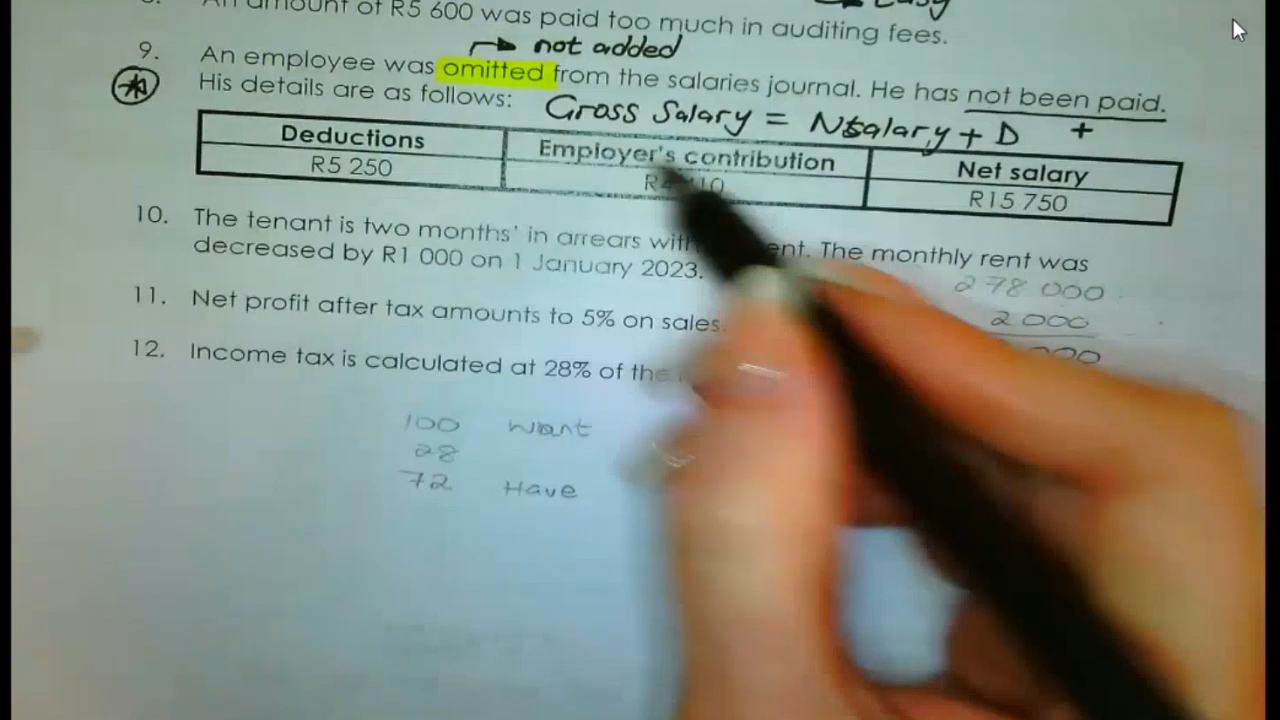 amount of R5 600 was paid too much in auditing fees.
→ not added
9. An employee was omitted from the salaries journal. He has not been paid.
His details are as follows: Gross Salary = N salary + D +
Deductions Employer's contribution Net salary
R5 250 R15 750
10. The tenant is two months' in arrears with The monthly rent was
decreased by R1 000 on 1 January 2023.
278 000
11. Net profit after tax amounts to 5% on sales.
2 000
12. Income tax is calculated at 28% of the
100 Want
28
72 Have